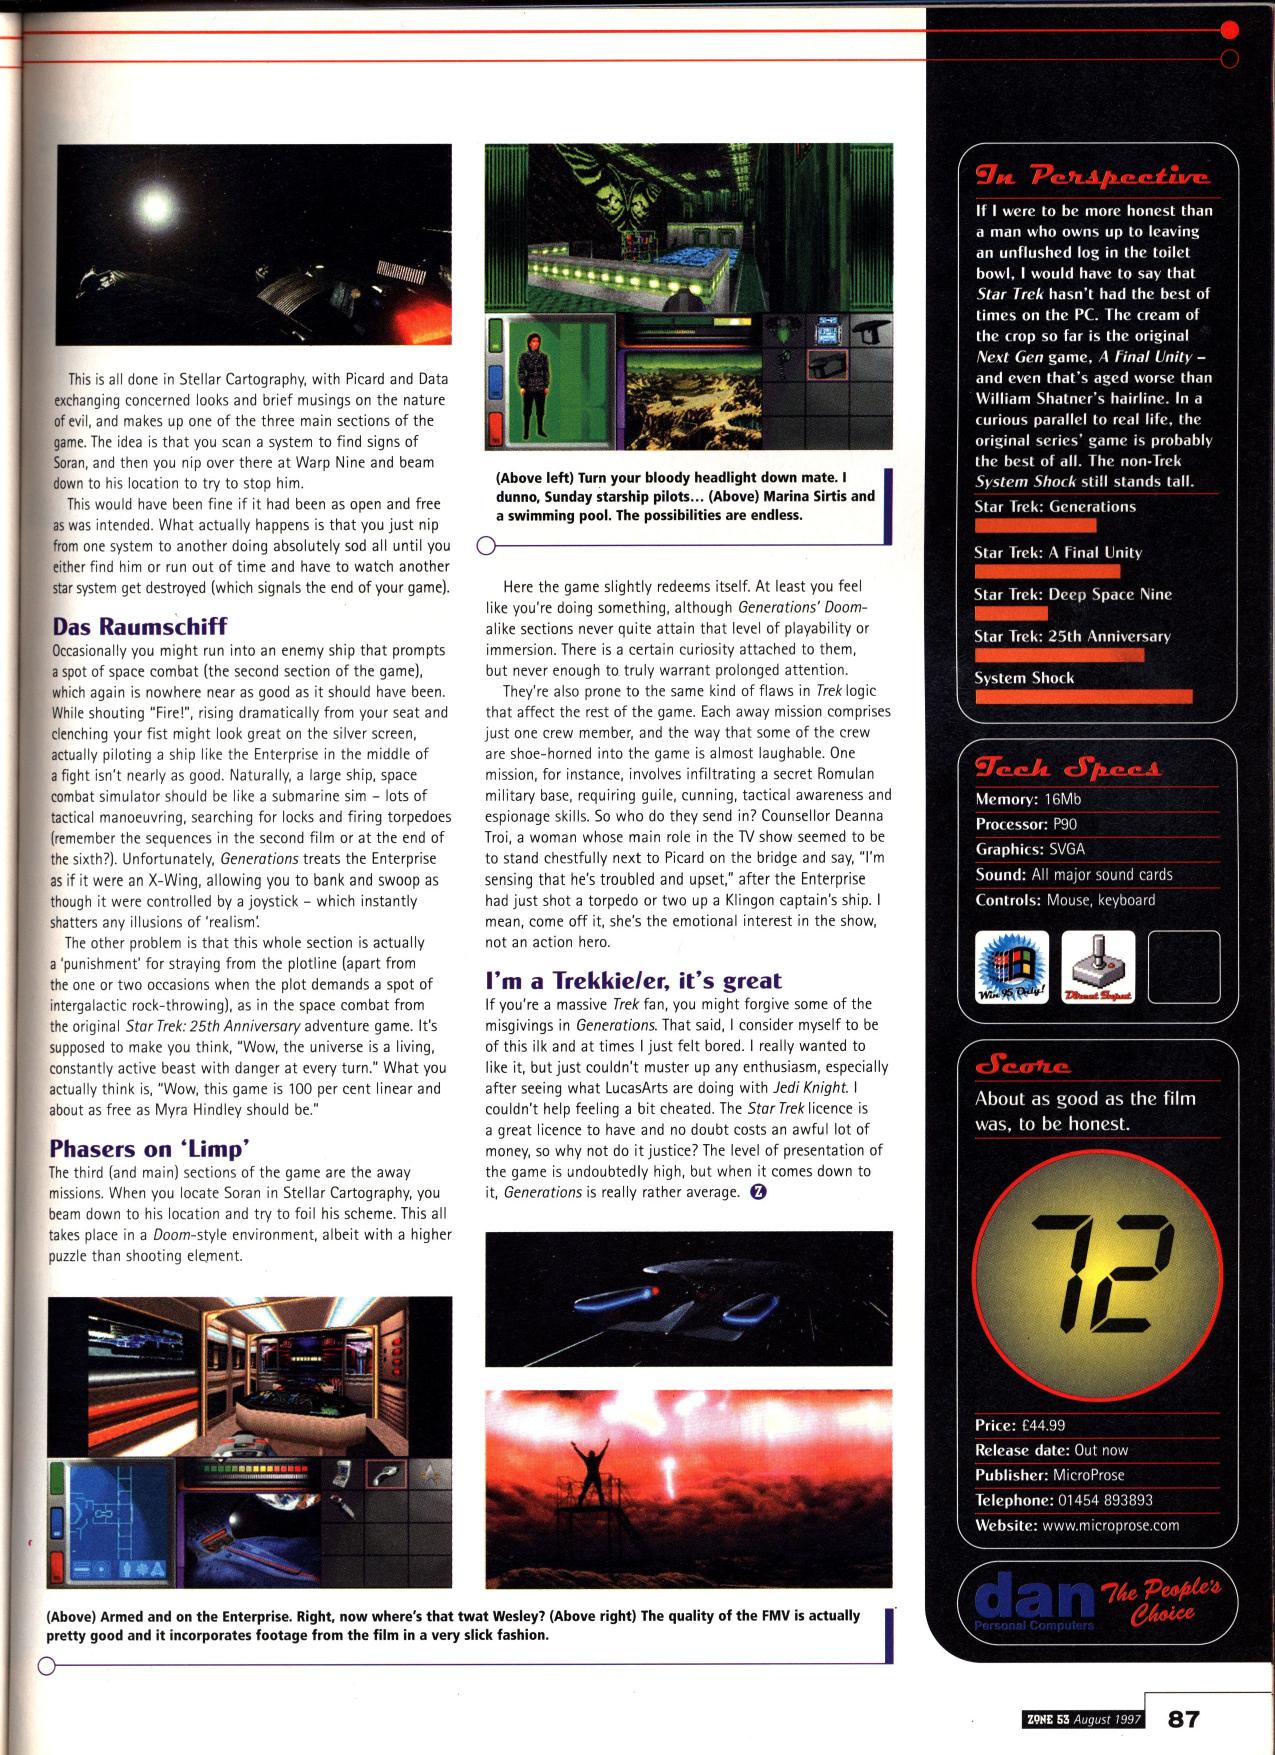 This is all done in Stellar Cartography, with Picard and Data
exchanging concerned looks and brief musings on the nature
of evil, and makes up one of the three main sections of the
game. The idea is that you scan a system to find signs of
Soran, and then you nip over there at Warp Nine and beam
down to his location to try to stop him.
This would have been fine if it had been as open and free
as was intended. What actually happens is that you just nip
from one system to another doing absolutely sod all until you
either find him or run out of time and have to watch another
star system get destroyed (which signals the end of your game).
Das Raumschiff
Occasionally you might run into an enemy ship that prompts
a spot of space combat (the second section of the game),
which again is nowhere near as good as it should have been.
While shouting "Fire!", rising dramatically from your seat and
clenching your fist might look great on the silver screen,
actually piloting a ship like the Enterprise in the middle of
a fight isn't nearly as good. Naturally, a large ship, space
combat simulator should be like a submarine sim – lots of
tactical manoeuvring, searching for locks and firing torpedoes
(remember the sequences in the second film or at the end of
the sixth?). Unfortunately, Generations treats the Enterprise
as if it were an X-Wing, allowing you to bank and swoop as
though it were controlled by a joystick – which instantly
shatters any illusions of 'realism'.
The other problem is that this whole section is actually
a 'punishment' for straying from the plotline (apart from
the one or two occasions when the plot demands a spot of
intergalactic rock-throwing), as in the space combat from
the original Star Trek: 25th Anniversary adventure game. It's
supposed to make you think, "Wow, the universe is a living,
constantly active beast with danger at every turn." What you
actually think is, "Wow, this game is 100 per cent linear and
about as free as Myra Hindley should be."
Phasers on 'Limp'
The third (and main) sections of the game are the away
missions. When you locate Soran in Stellar Cartography, you
beam down to his location and try to foil his scheme. This all
takes place in a Doom-style environment, albeit with a higher
puzzle than shooting element.
(Above left) Turn your bloody headlight down mate. I
dunno, Sunday starship pilots... (Above) Marina Sirtis and
a swimming pool. The possibilities are endless.
Here the game slightly redeems itself. At least you feel
like you're doing something, although Generations' Doom-
alike sections never quite attain that level of playability or
immersion. There is a certain curiosity attached to them,
but never enough to truly warrant prolonged attention.
They're also prone to the same kind of flaws in Trek logic
that affect the rest of the game. Each away mission comprises
just one crew member, and the way that some of the crew
are shoe-horned into the game is almost laughable. One
mission, for instance, involves infiltrating a secret Romulan
military base, requiring guile, cunning, tactical awareness and
espionage skills. So who do they send in? Counsellor Deanna
Troi, a woman whose main role in the TV show seemed to be
to stand chestfully next to Picard on the bridge and say, "I'm
sensing that he's troubled and upset," after the Enterprise
had just shot a torpedo or two up a Klingon captain's ship. I
mean, come off it, she's the emotional interest in the show,
not an action hero.
I'm a Trekkie/er, it's great
If you're a massive Trek fan, you might forgive some of the
misgivings in Generations. That said, I consider myself to be
of this ilk and at times I just felt bored. I really wanted to
like it, but just couldn't muster up any enthusiasm, especially
after seeing what LucasArts are doing with Jedi Knight. I
couldn't help feeling a bit cheated. The Star Trek licence is
a great licence to have and no doubt costs an awful lot of
money, so why not do it justice? The level of presentation of
the game is undoubtedly high, but when it comes down to
it, Generations is really rather average. Z
(Above) Armed and on the Enterprise. Right, now where's that twat Wesley? (Above right) The quality of the FMV is actually
pretty good and it incorporates footage from the film in a very slick fashion.
In Perspective
If I were to be more honest than
a man who owns up to leaving
an unflushed log in the toilet
bowl, I would have to say that
Star Trek hasn't had the best of
times on the PC. The cream of
the crop so far is the original
Next Gen game, A Final Unity –
and even that's aged worse than
William Shatner's hairline. In a
curious parallel to real life, the
original series' game is probably
the best of all. The non-Trek
System Shock still stands tall.
Star Trek: Generations
Star Trek: A Final Unity
Star Trek: Deep Space Nine
Star Trek: 25th Anniversary
System Shock
Tech Specs
Memory: 16Mb
Processor: P90
Graphics: SVGA
Sound: All major sound cards
Controls: Mouse, keyboard
Win 95 Only!
Direct Input
Score
About as good as the film
was, to be honest.
72
Price: £44.99
Release date: Out now
Publisher: MicroProse
Telephone: 01454 893893
Website: www.microprose.com
dan
Personal Computers
The People's
Choice
ZONE 53 August 1997
87